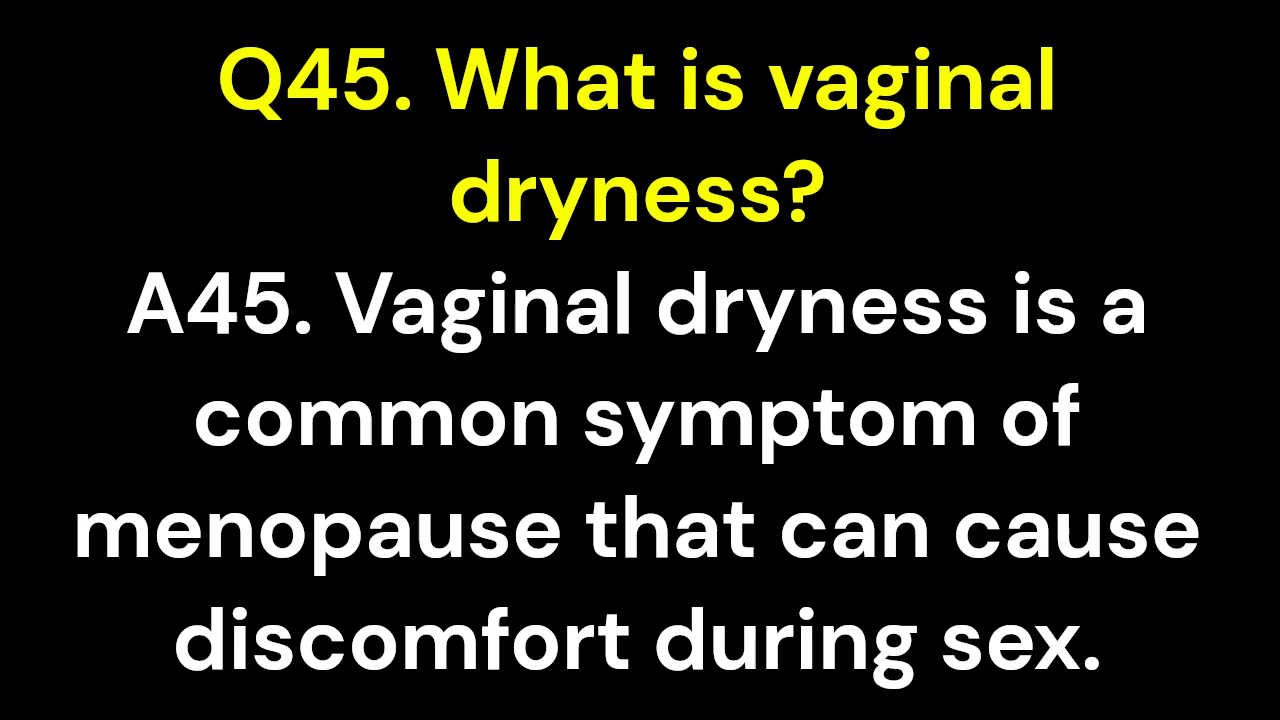 Q45. What is vaginal
dryness?
A45. Vaginal dryness is a
common symptom of
menopause that can cause
discomfort during sex.